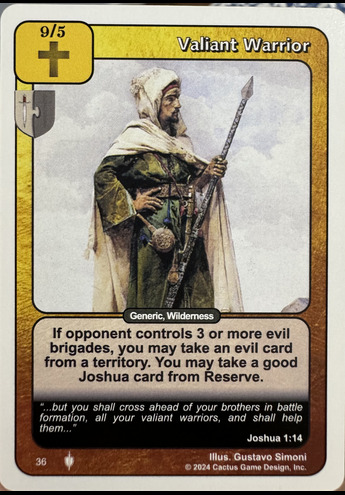 9/5
Valiant Warrior
Generic, Wilderness
If opponent controls 3 or more evil
brigades, you may take an evil card
from a territory. You may take a good
Joshua card from Reserve.
"...but you shall cross ahead of your brothers in battle
formation, all your valiant warriors, and shall help
them..."
Joshua 1:14
Illus. Gustavo Simoni
36
© 2024 Cactus Game Design, Inc.